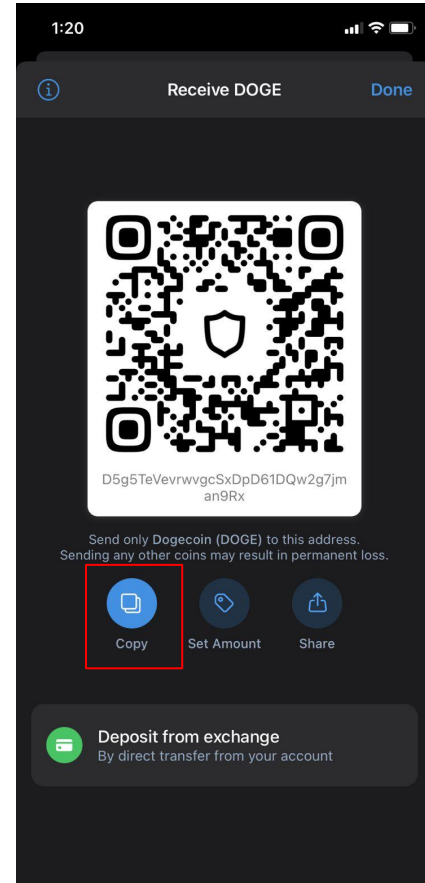 1:20
Receive DOGE
Done
D5g5TeVevrwvgcSxDpD61DQw2g7jm
an9Rx
Send only Dogecoin (DOGE) to this address.
Sending any other coins may result in permanent loss.
Copy
Set Amount
Share
Deposit from exchange
By direct transfer from your account